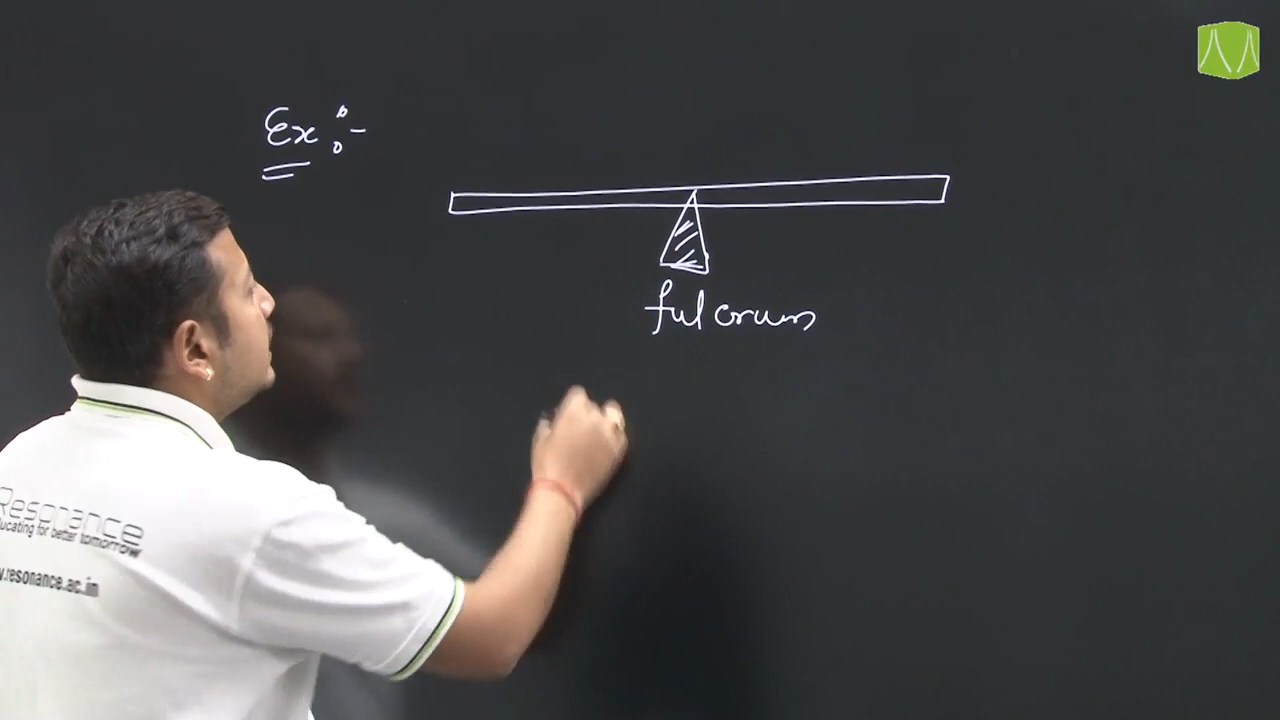 Ex :-
fulcrum
Resonance
ucating for better tomorrow
w.resonance.ac.in